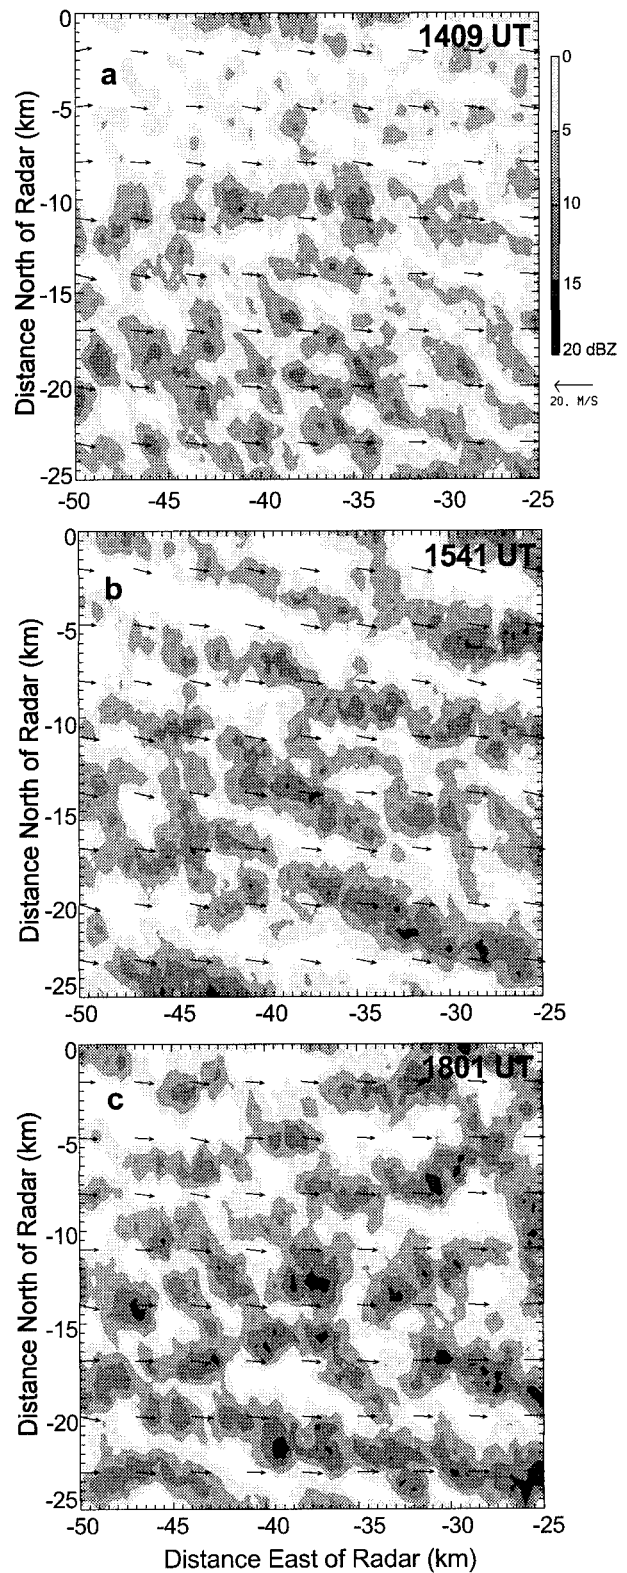 1409 UT
a
0
-5
-10
-15
-20
-25
Distance North of Radar (km)
-50 -45 -40 -35 -30 -25
0
5
10
15
20 dBZ
20. M/S
1541 UT
b
0
-5
-10
-15
-20
-25
Distance North of Radar (km)
-50 -45 -40 -35 -30 -25
1801 UT
c
0
-5
-10
-15
-20
-25
Distance North of Radar (km)
-50 -45 -40 -35 -30 -25
Distance East of Radar (km)